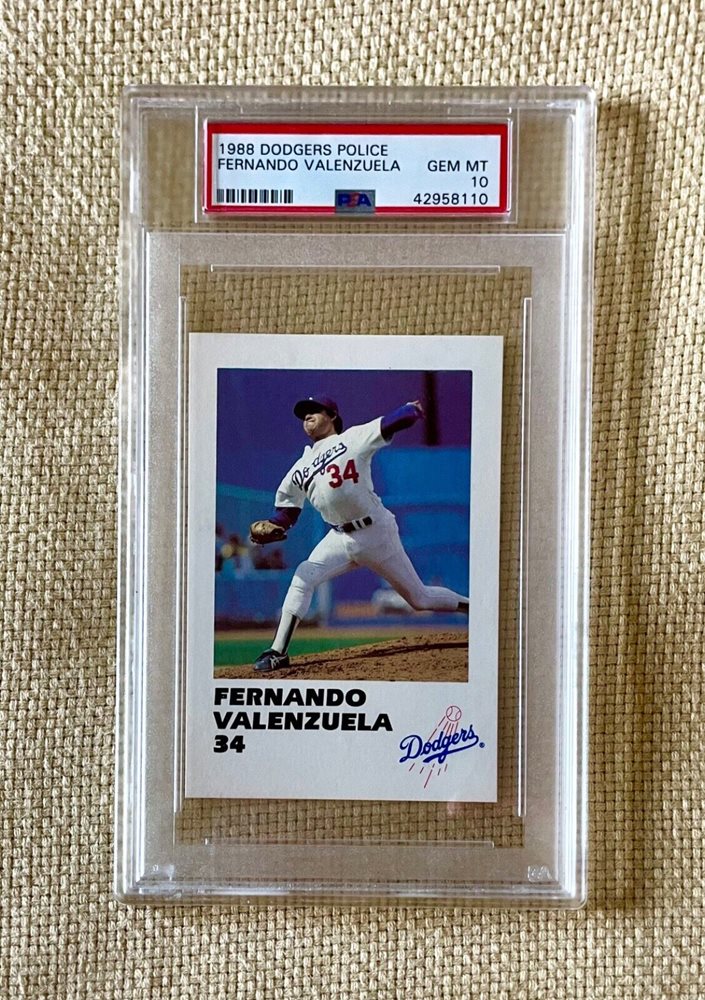 1988 DODGERS POLICE
FERNANDO VALENZUELA GEM MT
10
PSA 42958110
Dodgers
34
FERNANDO
VALENZUELA
34
Dodgers®